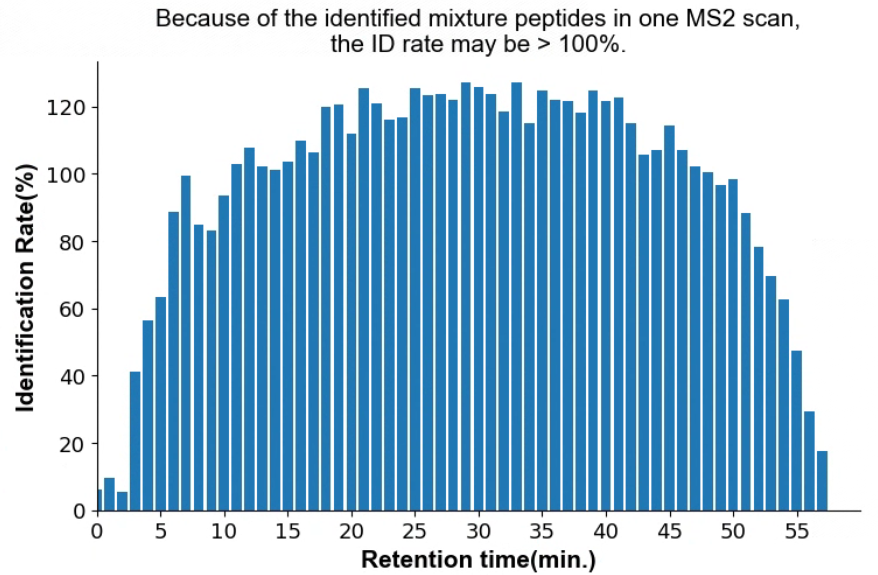 Because of the identified mixture peptides in one MS2 scan,
the ID rate may be > 100%.
Identification Rate(%)
120
100
80
60
40
20
0
0 5 10 15 20 25 30 35 40 45 50 55
Retention time(min.)